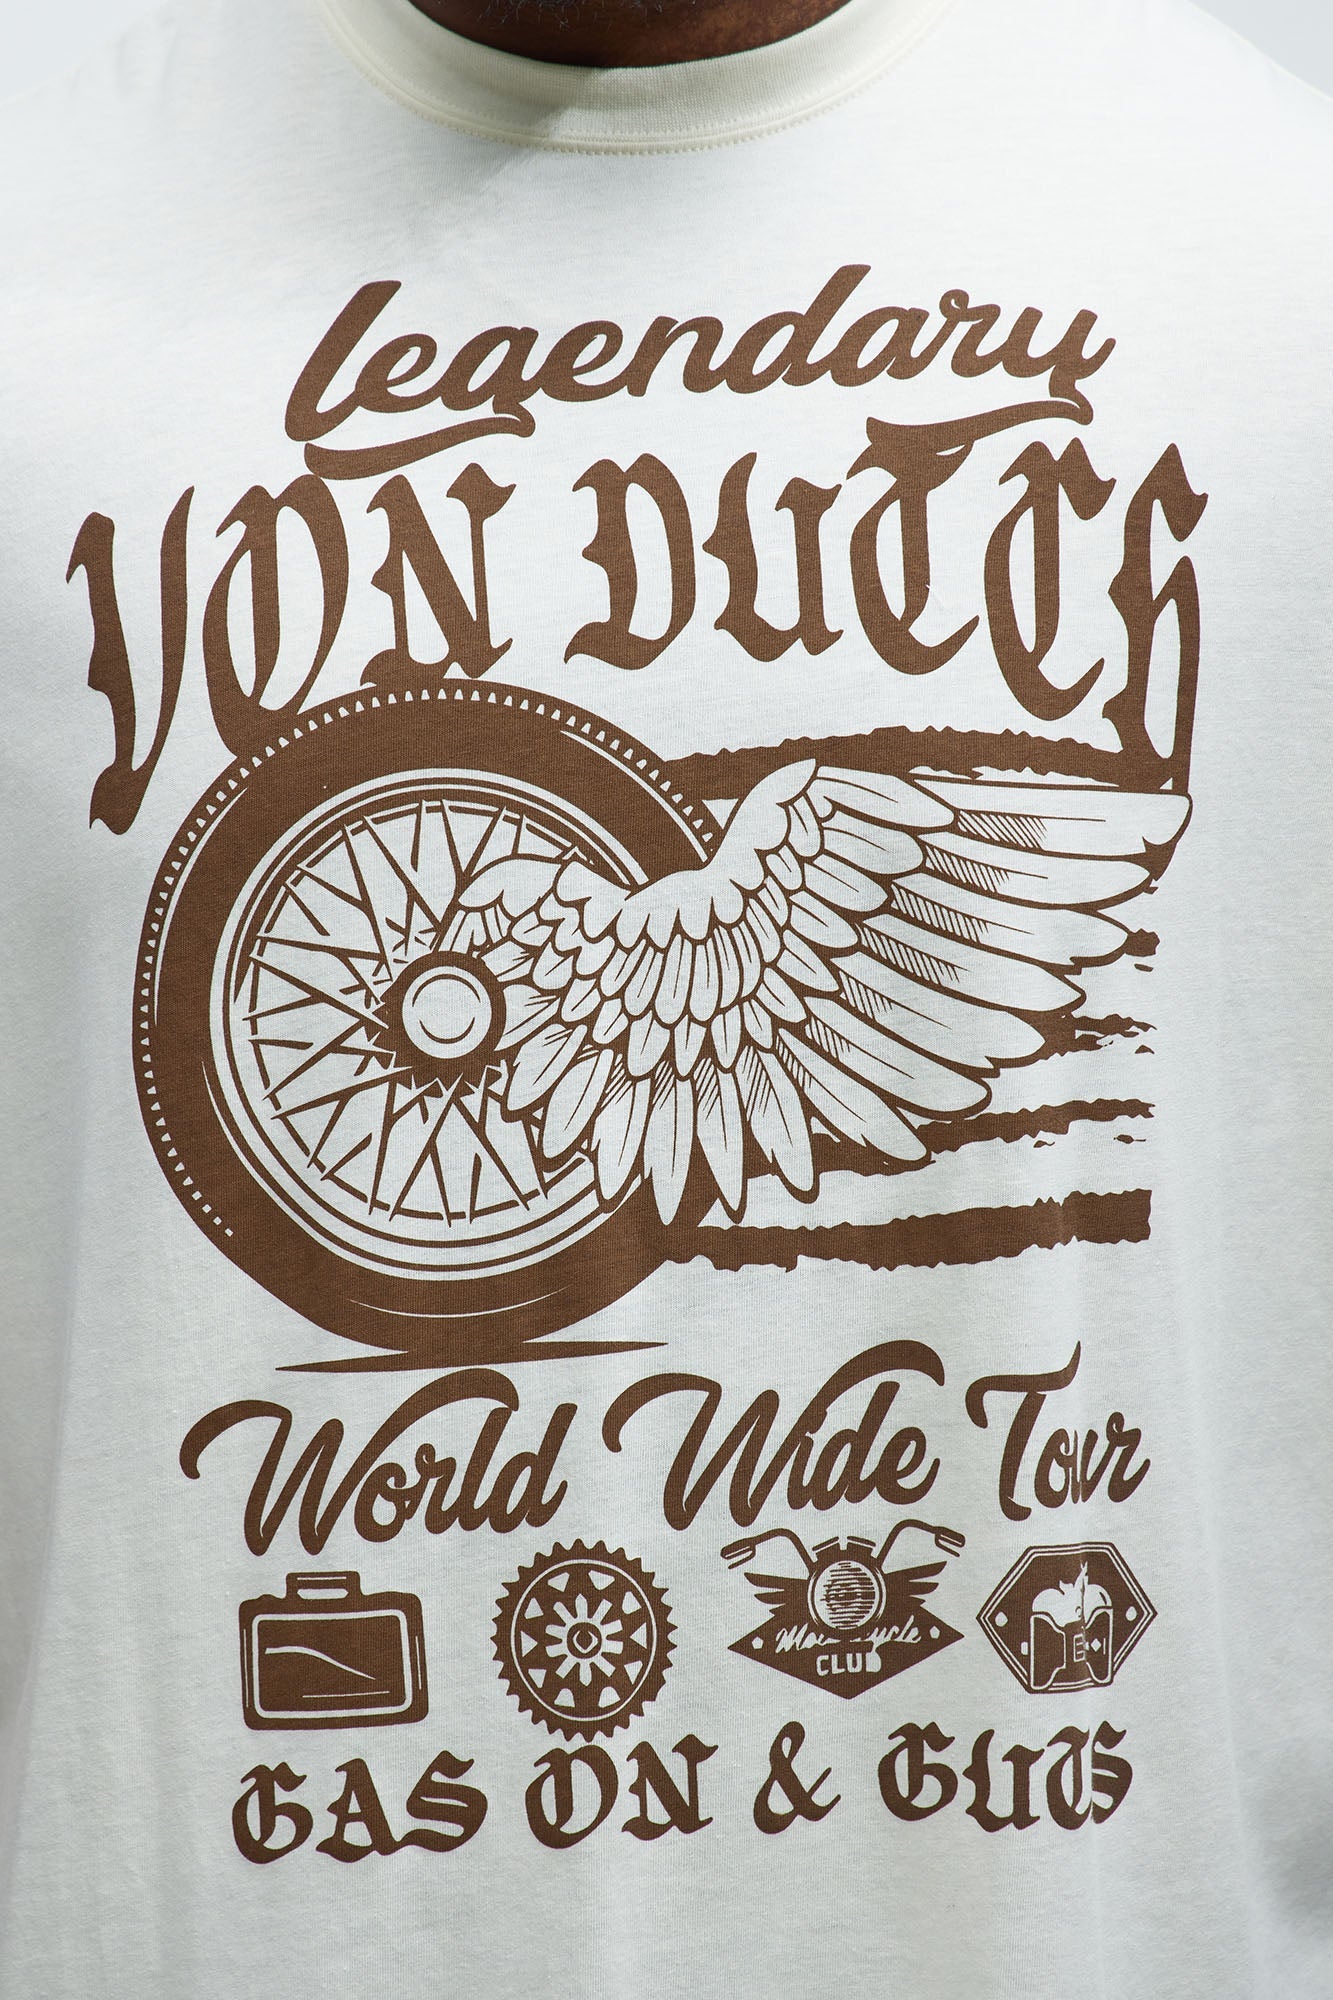 Legendary
VON DUTCH
World Wide Tour
Motorcycle
CLUB
GAS ON & GUTS